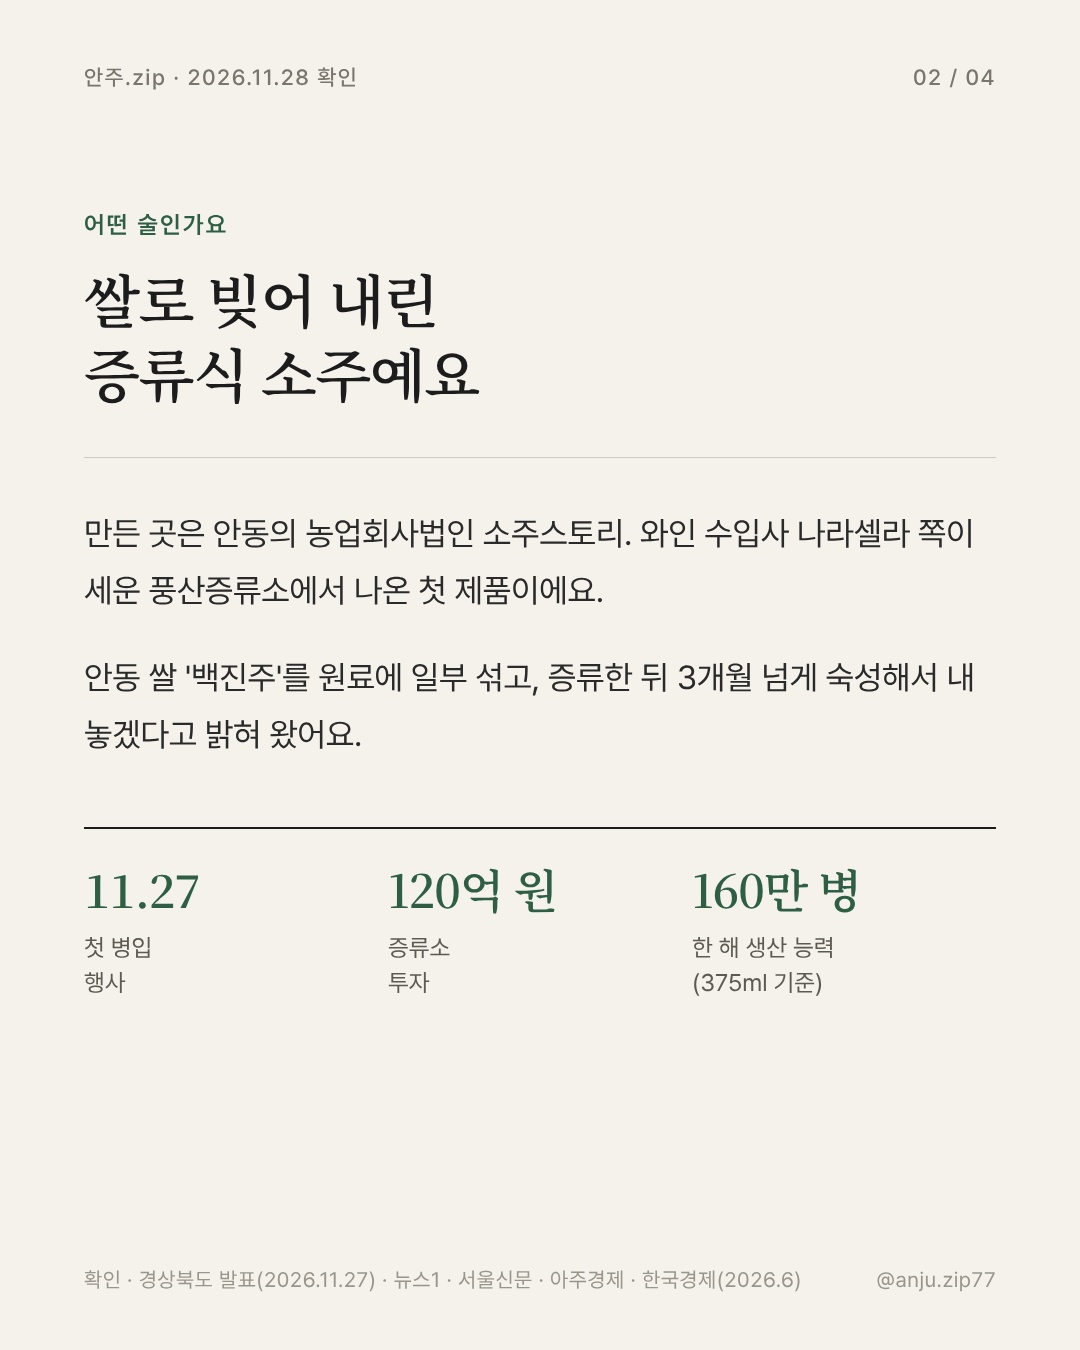 안주.zip · 2026.11.28 확인
02 / 04
어떤 술인가요
쌀로 빚어 내린
증류식 소주예요
만든 곳은 안동의 농업회사법인 소주스토리. 와인 수입사 나라셀라 쪽이
세운 풍산증류소에서 나온 첫 제품이에요.
안동 쌀 '백진주'를 원료에 일부 섞고, 증류한 뒤 3개월 넘게 숙성해서 내
놓겠다고 밝혀 왔어요.
11.27
첫 병입
행사
120억 원
증류소
투자
160만 병
한 해 생산 능력
(375ml 기준)
확인 · 경상북도 발표(2026.11.27) · 뉴스1 · 서울신문 · 아주경제 · 한국경제(2026.6)
@anju.zip77